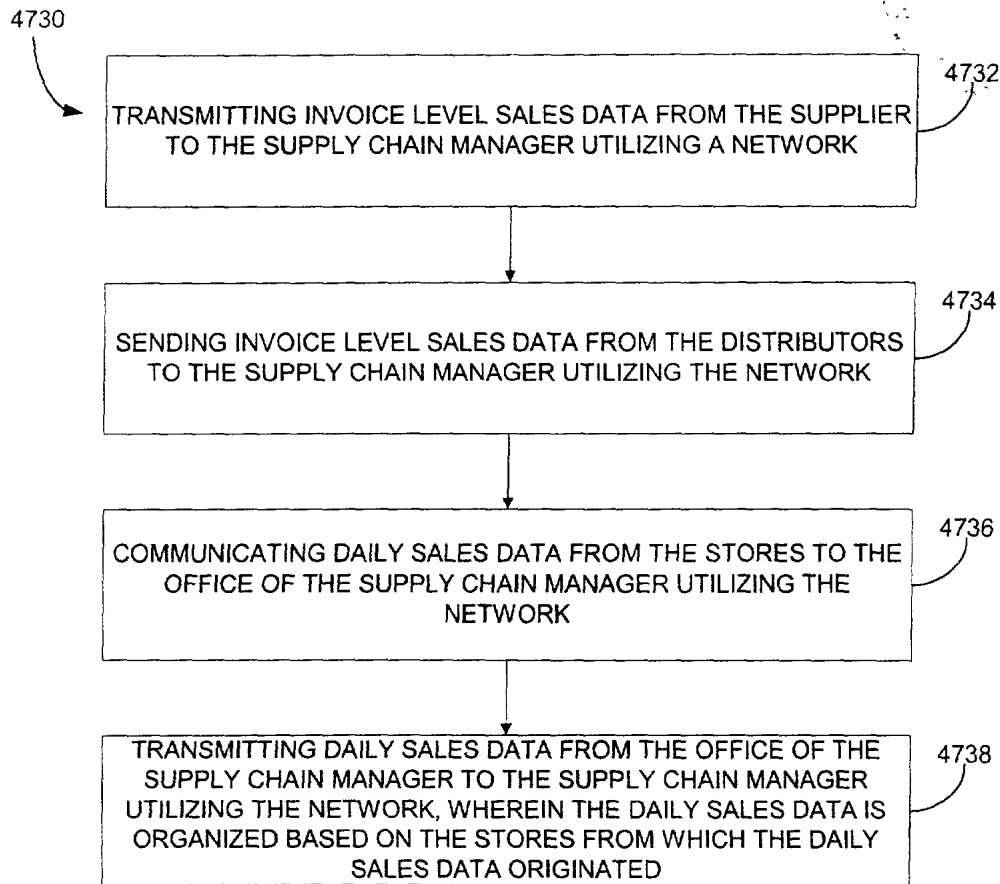 4730
4732
TRANSMITTING INVOICE LEVEL SALES DATA FROM THE SUPPLIER
TO THE SUPPLY CHAIN MANAGER UTILIZING A NETWORK
4734
SENDING INVOICE LEVEL SALES DATA FROM THE DISTRIBUTORS
TO THE SUPPLY CHAIN MANAGER UTILIZING THE NETWORK
4736
COMMUNICATING DAILY SALES DATA FROM THE STORES TO THE
OFFICE OF THE SUPPLY CHAIN MANAGER UTILIZING THE
NETWORK
4738
TRANSMITTING DAILY SALES DATA FROM THE OFFICE OF THE
SUPPLY CHAIN MANAGER TO THE SUPPLY CHAIN MANAGER
UTILIZING THE NETWORK, WHEREIN THE DAILY SALES DATA IS
ORGANIZED BASED ON THE STORES FROM WHICH THE DAILY
SALES DATA ORIGINATED